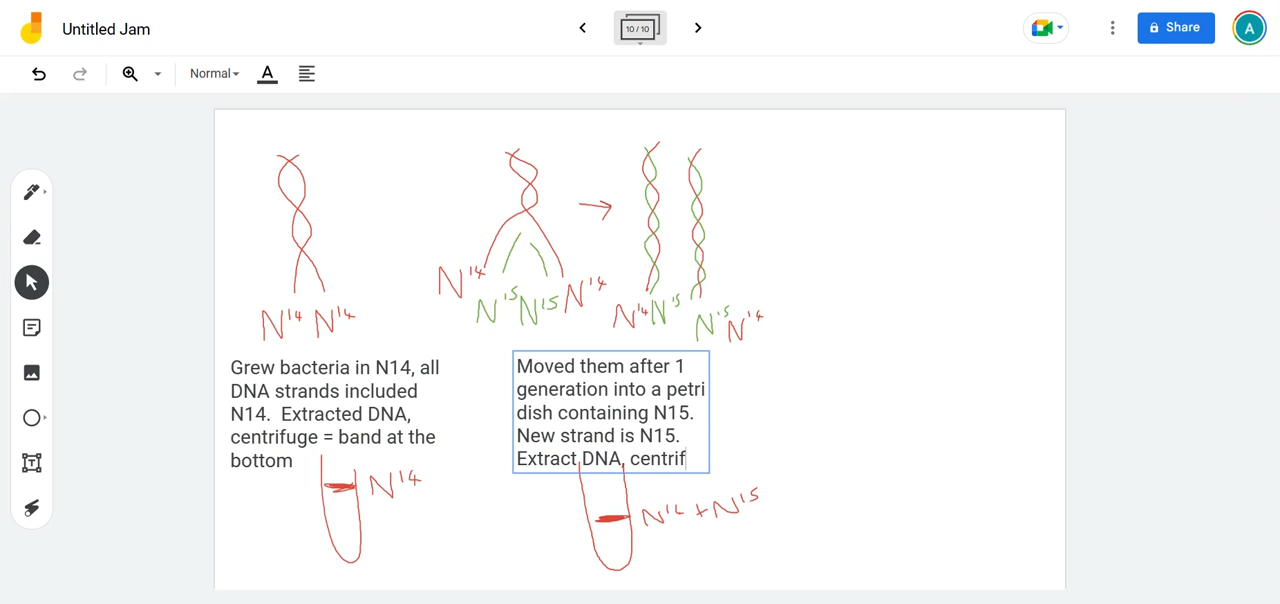 Untitled Jam
10 / 10
Share
A
Normal
A
N14 N14
N14 N15 N15 N14
N14 N15
N15 N14
Grew bacteria in N14, all
DNA strands included
N14. Extracted DNA,
centrifuge = band at the
bottom
N14
Moved them after 1
generation into a petri
dish containing N15.
New strand is N15.
Extract DNA, centrif
N14 + N15